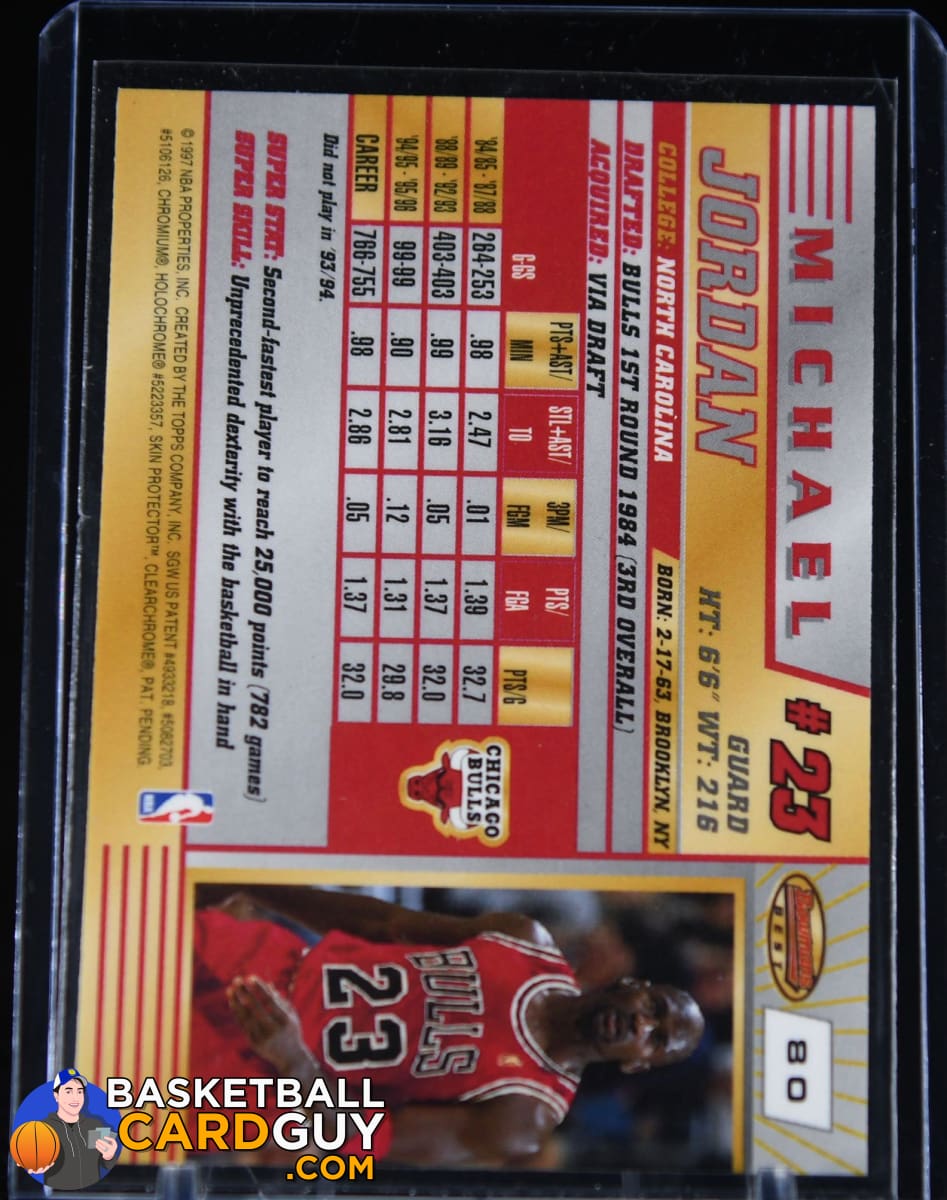 MICHAEL #23
JORDAN
GUARD
HT: 6'6" WT: 216
COLLEGE: NORTH CAROLINA
BORN: 2-17-63, BROOKLYN, NY
DRAFTED: BULLS 1ST ROUND 1984 (3RD OVERALL)
ACQUIRED: VIA DRAFT
G-GS PTS+AST/MIN STL+AST/TO 3PM/FGM PTS/FGA PTS/G
'84/85 - '87/88 264-253 .98 2.47 .01 1.39 32.7
'88/89 - '92/93 403-403 .99 3.16 .05 1.37 32.0
'94/95 - '95/96 99-99 .90 2.81 .12 1.31 29.8
CAREER 766-755 .98 2.86 .05 1.37 32.0
Did not play in '93/94.
CHICAGO
BULLS
SUPER STAT: Second-fastest player to reach 25,000 points (782 games)
SUPER SKILL: Unprecedented dexterity with the basketball in hand
© 1997 NBA PROPERTIES, INC. CREATED BY THE TOPPS COMPANY, INC. SGW US PATENT #4933218, #5082703,
#5106126, CHROMIUM®, HOLOCHROME® #5223357, SKIN PROTECTOR™, CLEARCHROME®, PAT. PENDING.
NBA
Bowman's
BEST
80
BULLS
23
BASKETBALL
CARDGUY
.COM